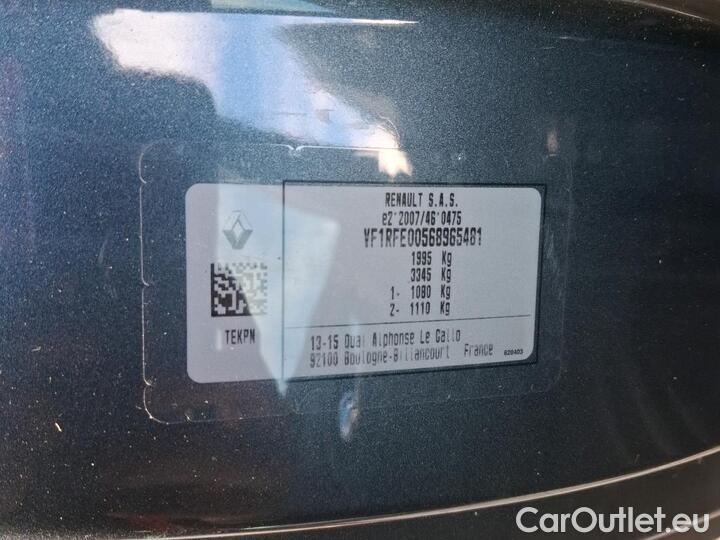 RENAULT S.A.S.
e2*2007/46*0475
VF1RFE00568965481
1995 Kg
3345 Kg
1- 1080 Kg
2- 1110 Kg
TEKPN
13-15 Quai Alphonse Le Gallo
92100 Boulogne-Billancourt France
820403
CarOutlet.eu